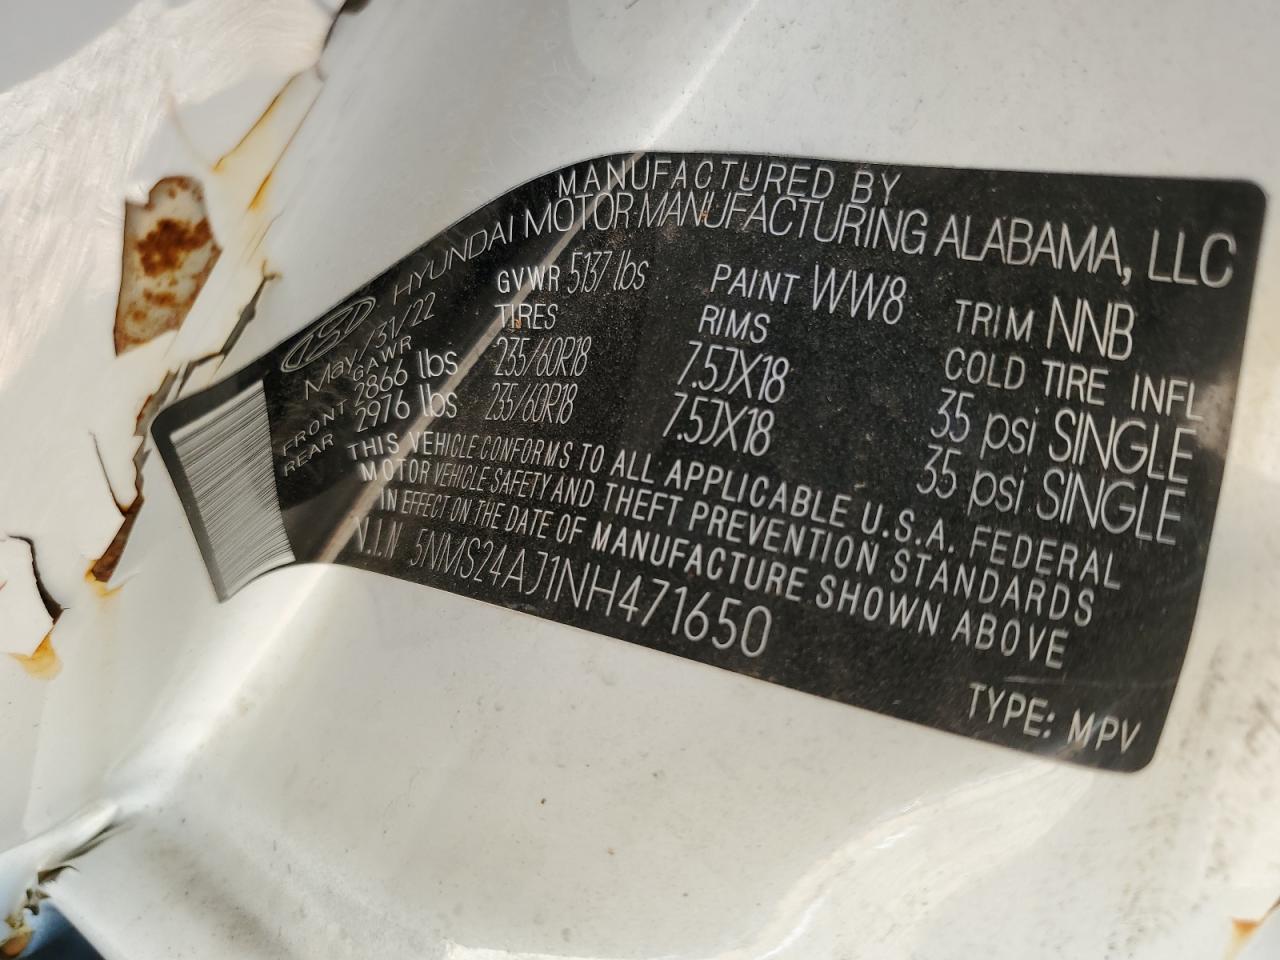 MANUFACTURED BY
HYUNDAI MOTOR MANUFACTURING ALABAMA, LLC
May/31/22 GVWR 5137 lbs PAINT WW8 TRIM NNB
GAWR TIRES RIMS COLD TIRE INFL
FRONT 2866 lbs 235/60R18 7.5JX18 35 psi SINGLE
REAR 2976 lbs 235/60R18 7.5JX18 35 psi SINGLE
THIS VEHICLE CONFORMS TO ALL APPLICABLE U.S.A. FEDERAL
MOTOR VEHICLE SAFETY AND THEFT PREVENTION STANDARDS
IN EFFECT ON THE DATE OF MANUFACTURE SHOWN ABOVE
V.I.N 5NMS24AJ1NH471650
TYPE: MPV